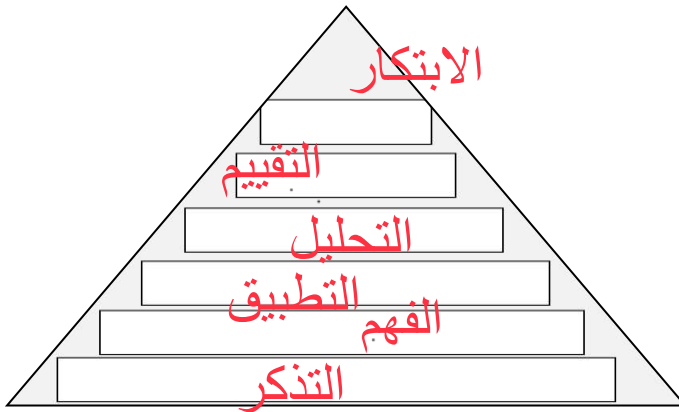 الابتكار
التقييم
التحليل
التطبيق
الفهم
التذكر